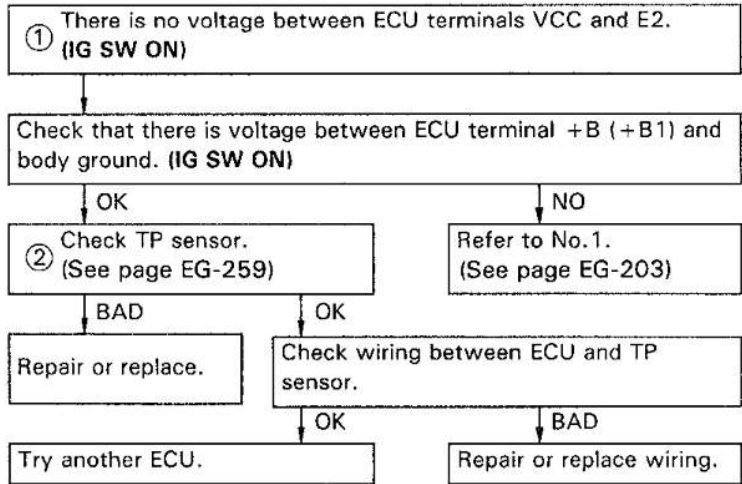 ① There is no voltage between ECU terminals VCC and E2.
(IG SW ON)
Check that there is voltage between ECU terminal +B (+B1) and
body ground. (IG SW ON)
OK
NO
② Check TP sensor.
(See page EG-259)
Refer to No.1.
(See page EG-203)
BAD
OK
Repair or replace.
Check wiring between ECU and TP
sensor.
OK
BAD
Try another ECU.
Repair or replace wiring.